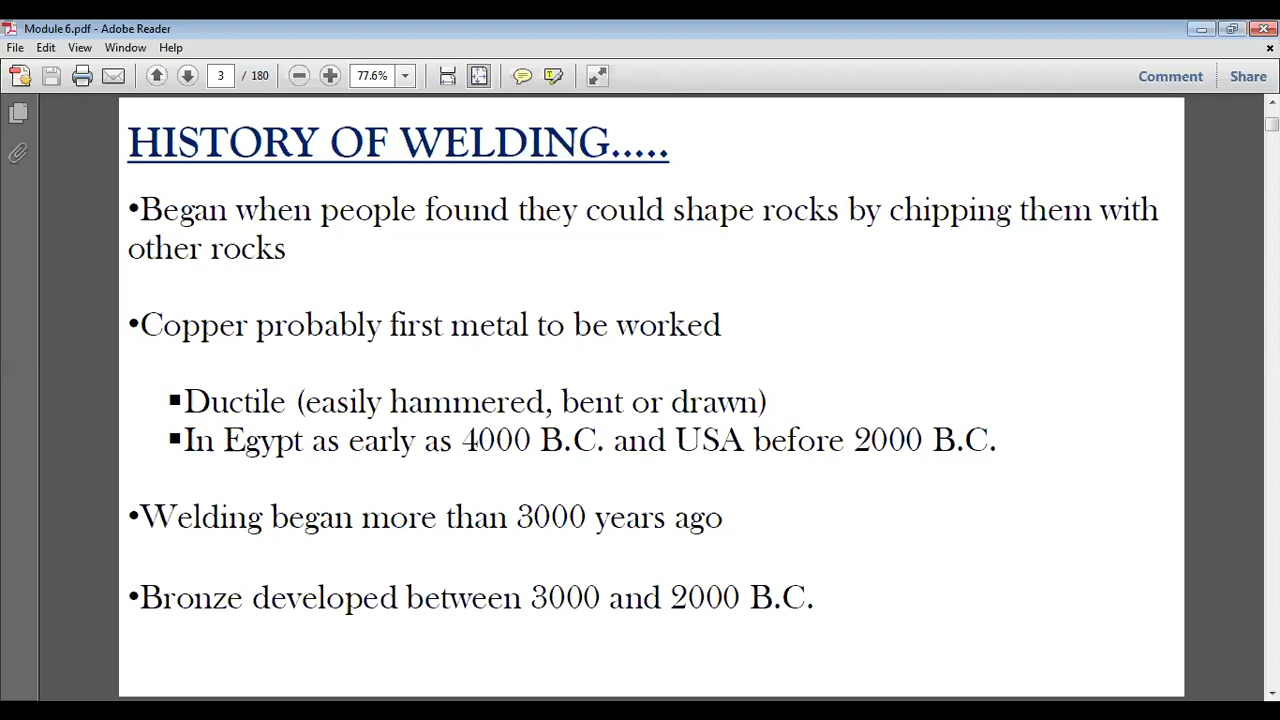 Module 6.pdf - Adobe Reader
File Edit View Window Help
3 / 180 77.6% Comment Share
HISTORY OF WELDING.....
•Began when people found they could shape rocks by chipping them with
other rocks
•Copper probably first metal to be worked
▪Ductile (easily hammered, bent or drawn)
▪In Egypt as early as 4000 B.C. and USA before 2000 B.C.
•Welding began more than 3000 years ago
•Bronze developed between 3000 and 2000 B.C.